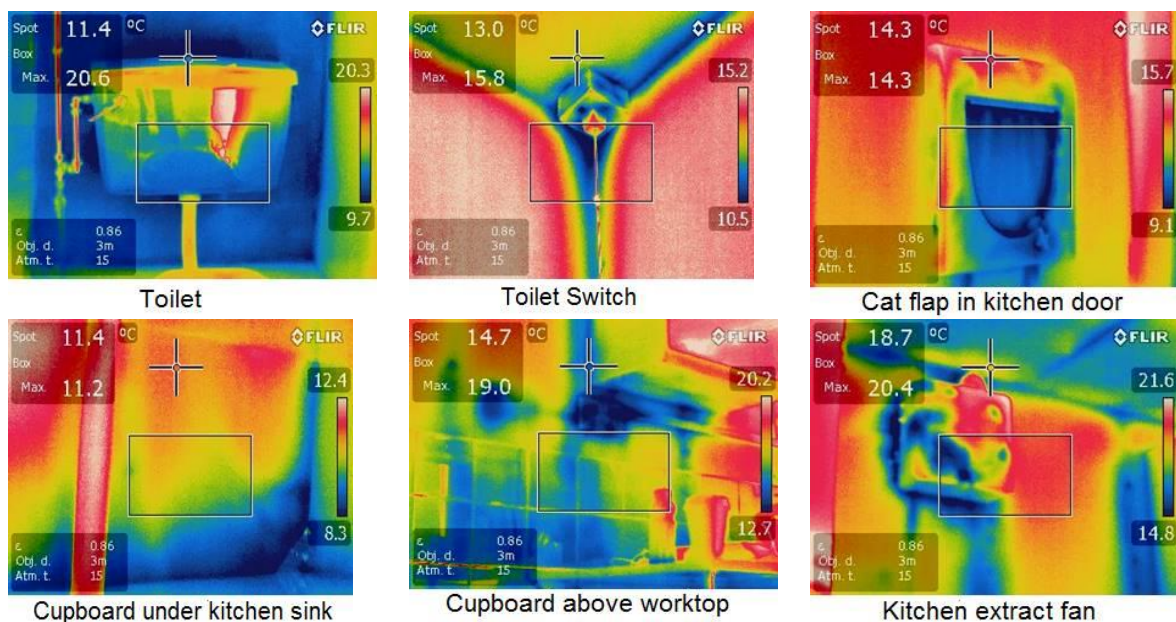 Spot 11.4 °C FLIR
Box
Max. 20.6
20.3
9.7
ε 0.86
Obj. d. 3m
Atm. t. 15
Toilet
Spot 13.0 °C FLIR
Box
Max. 15.8
15.2
10.5
ε 0.86
Obj. d. 3m
Atm. t. 15
Toilet Switch
Spot 14.3 °C FLIR
Box
Max. 14.3
15.7
9.1
ε 0.86
Obj. d. 3m
Atm. t. 15
Cat flap in kitchen door
Spot 11.4 °C FLIR
Box
Max. 11.2
12.4
8.3
ε 0.86
Obj. d. 3m
Atm. t. 15
Cupboard under kitchen sink
Spot 14.7 °C FLIR
Box
Max. 19.0
20.2
12.7
ε 0.86
Obj. d. 3m
Atm. t. 15
Cupboard above worktop
Spot 18.7 °C FLIR
Box
Max. 20.4
21.6
14.8
ε 0.86
Obj. d. 3m
Atm. t. 15
Kitchen extract fan